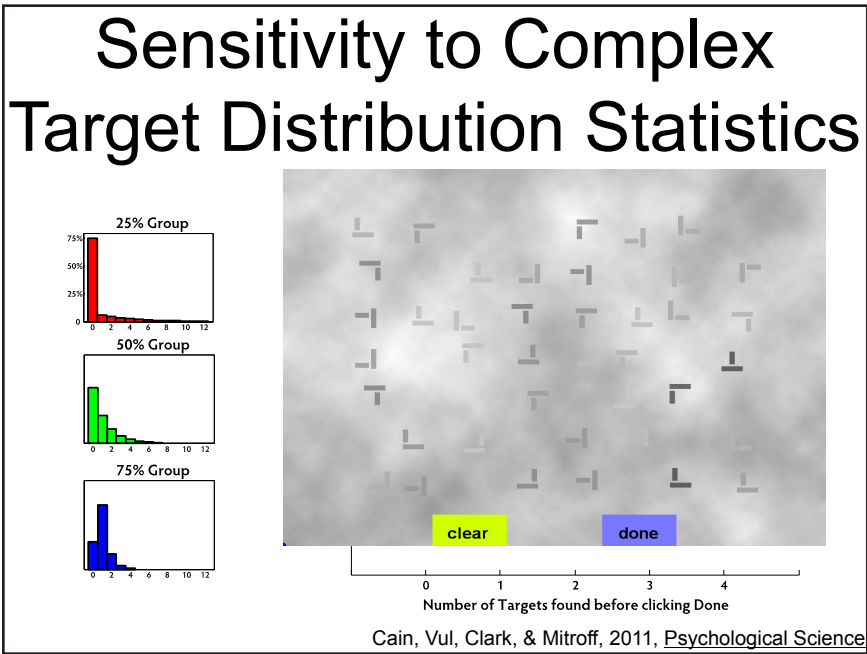 Sensitivity to Complex
Target Distribution Statistics
25% Group
75%
50%
25%
0
0 2 4 6 8 10 12
50% Group
0 2 4 6 8 10 12
75% Group
0 2 4 6 8 10 12
clear
done
0 1 2 3 4
Number of Targets found before clicking Done
Cain, Vul, Clark, & Mitroff, 2011, Psychological Science